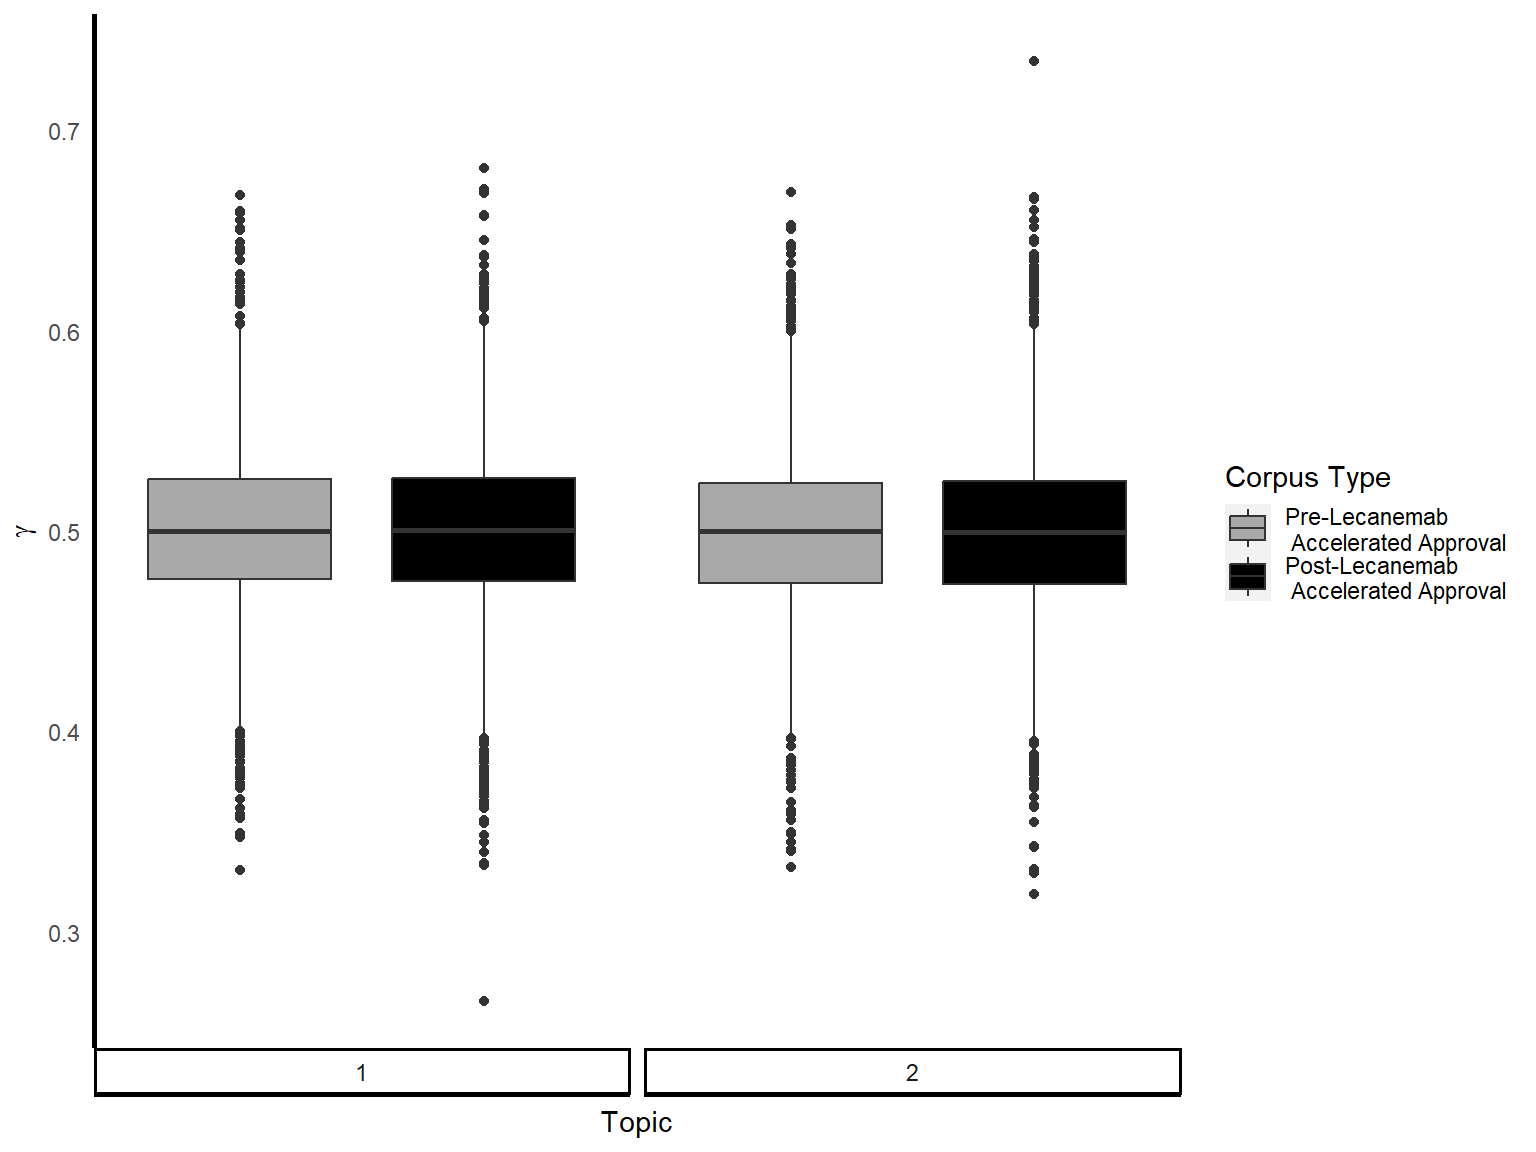 0.7
0.6
0.5
0.4
0.3
γ
1
2
Topic
Corpus Type
Pre-Lecanemab
Accelerated Approval
Post-Lecanemab
Accelerated Approval